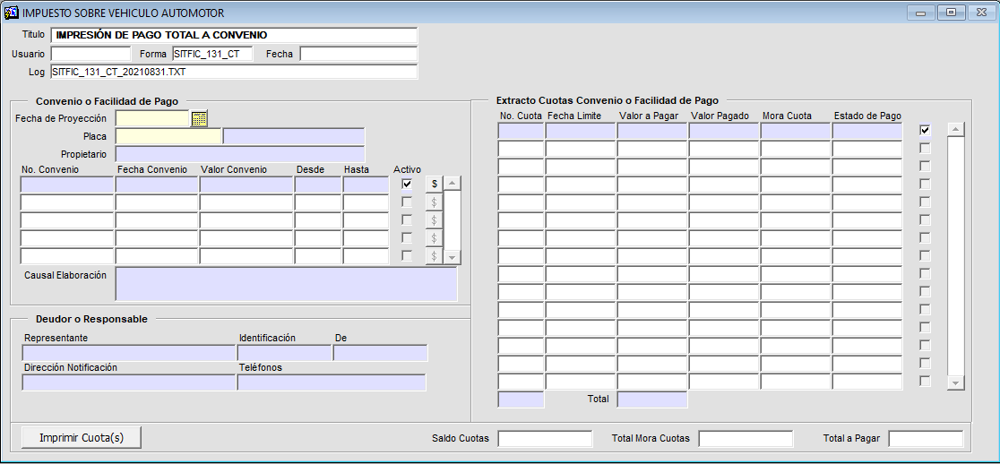 IMPUESTO SOBRE VEHICULO AUTOMOTOR
Titulo IMPRESIÓN DE PAGO TOTAL A CONVENIO
Usuario Forma SITFIC_131_CT Fecha
Log SITFIC_131_CT_20210831.TXT
Convenio o Facilidad de Pago
Fecha de Proyección
Placa
Propietario
No. Convenio Fecha Convenio Valor Convenio Desde Hasta Activo
$
$
$
$
$
Causal Elaboración
Deudor o Responsable
Representante Identificación De
Dirección Notificación Teléfonos
Extracto Cuotas Convenio o Facilidad de Pago
No. Cuota Fecha Limite Valor a Pagar Valor Pagado Mora Cuota Estado de Pago
Total
Imprimir Cuota(s) Saldo Cuotas Total Mora Cuotas Total a Pagar